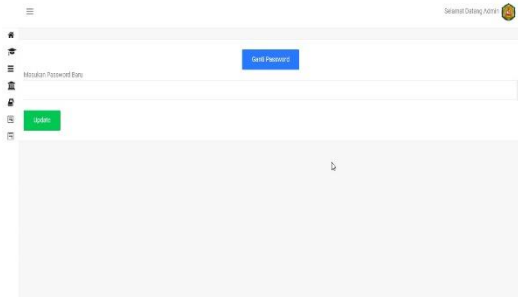 Selamat Datang Admin
Ganti Password
Masukan Password Baru
Update